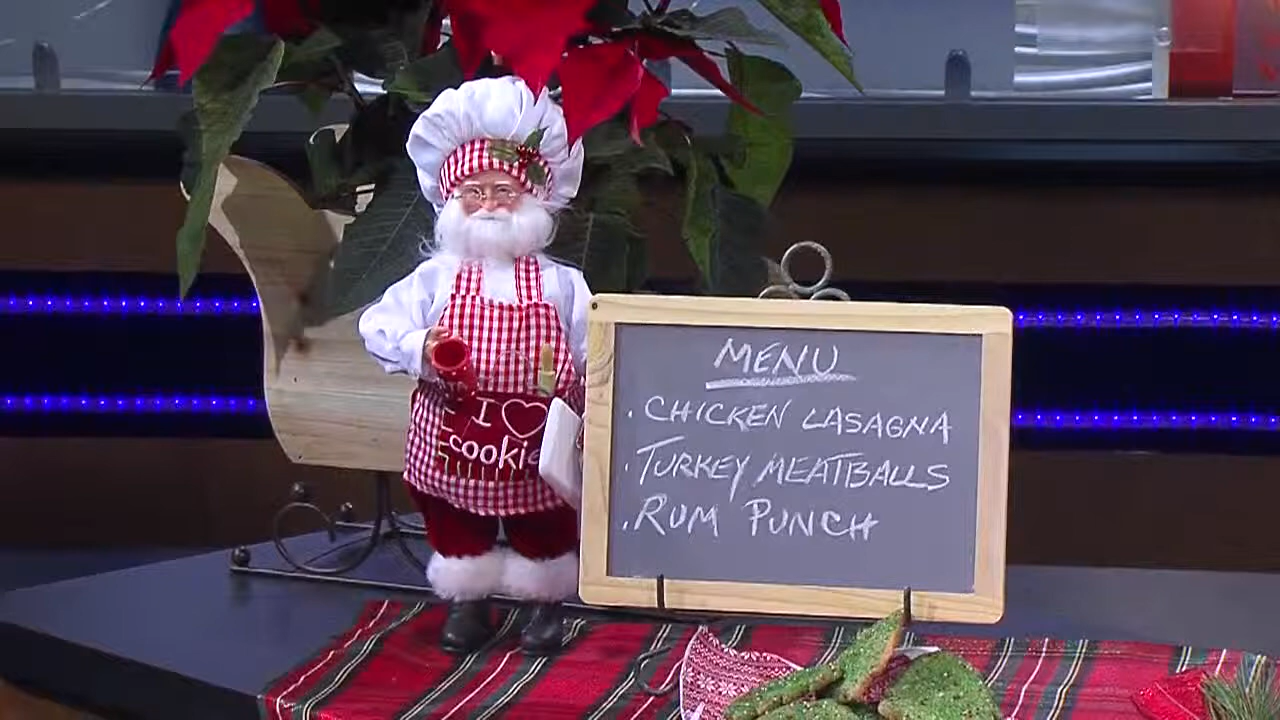 I ♡
cookie
MENU
· CHICKEN LASAGNA
· TURKEY MEATBALLS
· RUM PUNCH